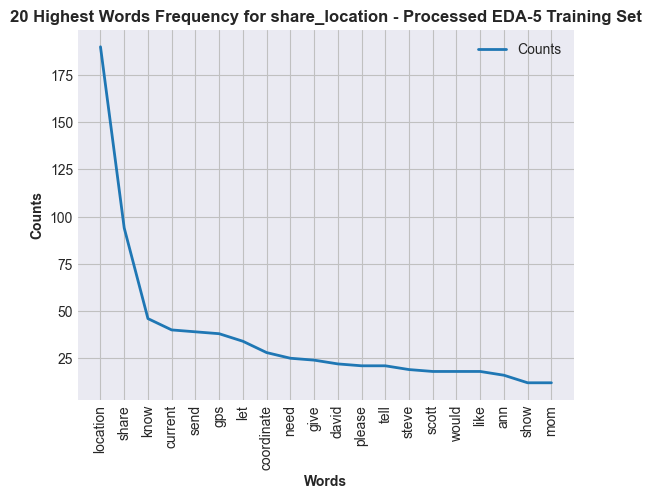 20 Highest Words Frequency for share_location - Processed EDA-5 Training Set
Counts
175
150
125
100
75
50
25
Counts
location
share
know
current
send
gps
let
coordinate
need
give
david
please
tell
steve
scott
would
like
ann
show
mom
Words